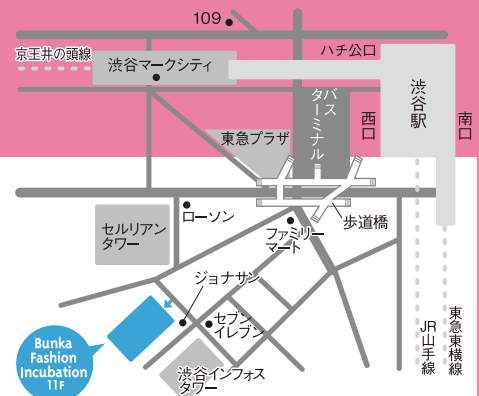 109
ハチ公口
京王井の頭線
渋谷マークシティ
渋谷駅
バス
ターミナル
西口
南口
東急プラザ
セルリアン
タワー
ローソン
ファミリー
マート
歩道橋
ジョナサン
セブン
イレブン
JR山手線
東急東横線
Bunka
Fashion
Incubation
11F
渋谷インフォス
タワー